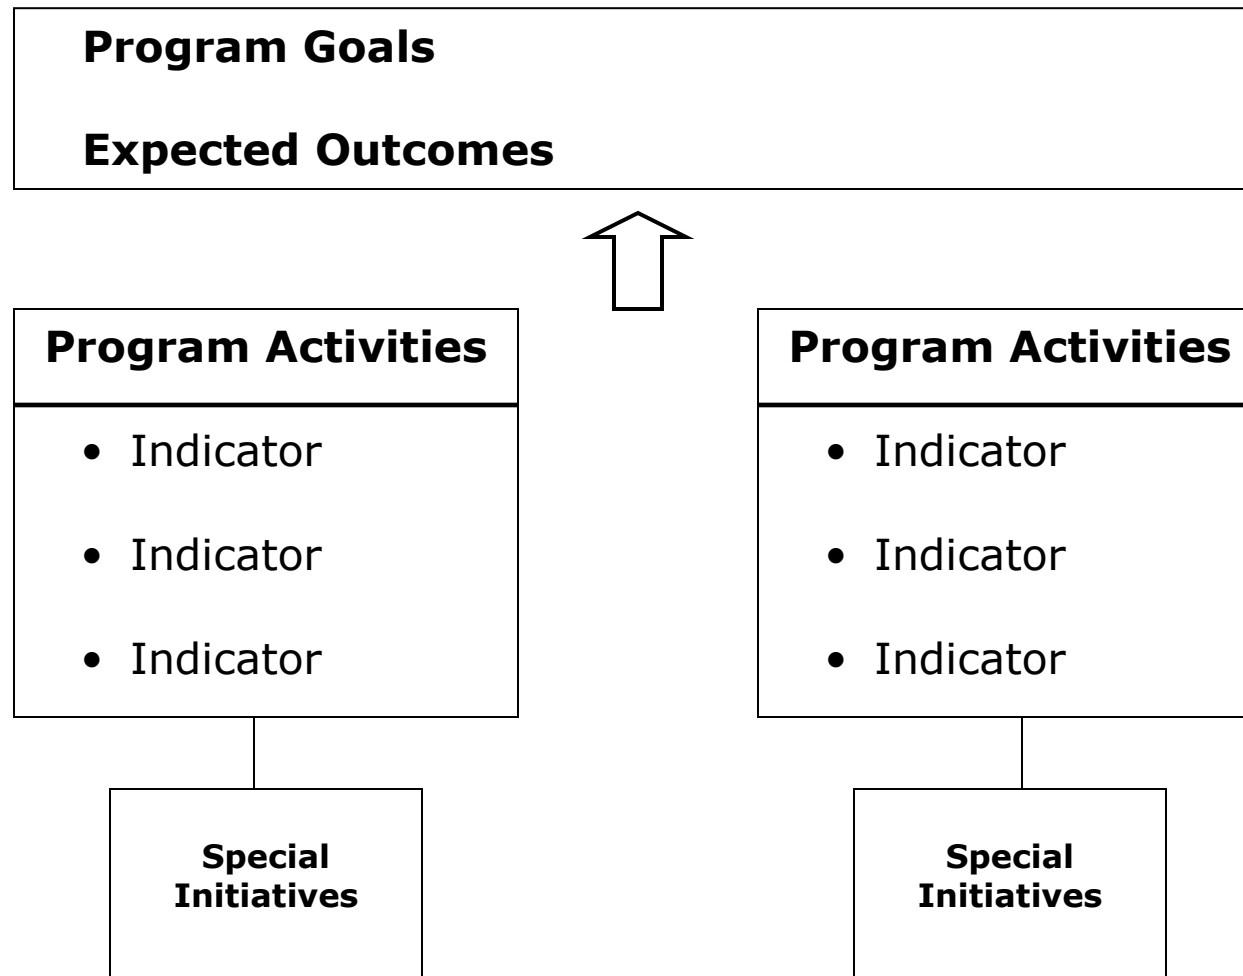 Program Goals
Expected Outcomes
Program Activities
• Indicator
• Indicator
• Indicator
Special
Initiatives
Program Activities
• Indicator
• Indicator
• Indicator
Special
Initiatives